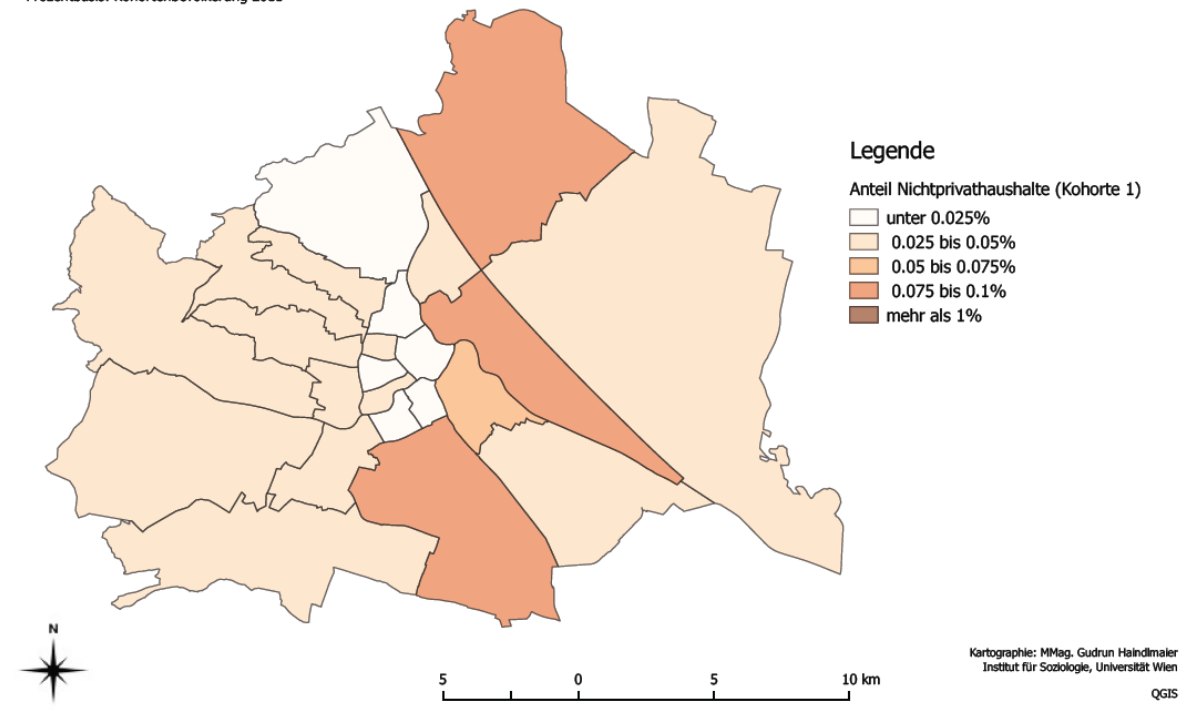 Legende
Anteil Nichtprivathaushalte (Kohorte 1)
unter 0.025%
0.025 bis 0.05%
0.05 bis 0.075%
0.075 bis 0.1%
mehr als 1%
N
5 0 5 10 km
Kartographie: MMag. Gudrun Haindlmaier
Institut für Soziologie, Universität Wien
QGIS